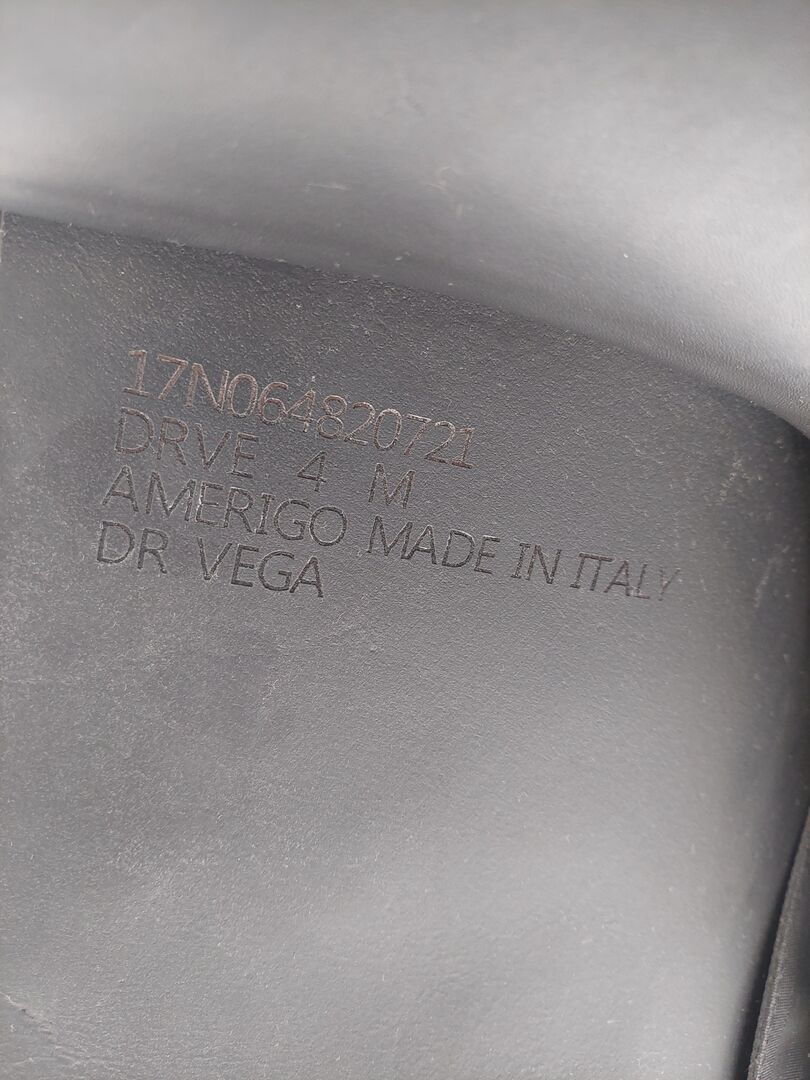 17N064820721
DRVE 4 M
AMERIGO MADE IN ITALY
DR VEGA